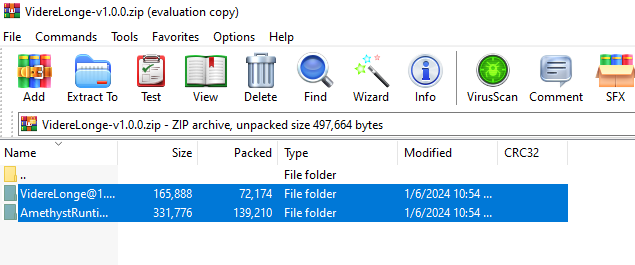 VidereLonge-v1.0.0.zip (evaluation copy)
File Commands Tools Favorites Options Help
Add Extract To Test View Delete Find Wizard Info VirusScan Comment SFX
VidereLonge-v1.0.0.zip - ZIP archive, unpacked size 497,664 bytes
Name Size Packed Type Modified CRC32
.. File folder
VidereLonge@1.... 165,888 72,174 File folder 1/6/2024 10:54 ...
AmethystRunti... 331,776 139,210 File folder 1/6/2024 10:54 ...